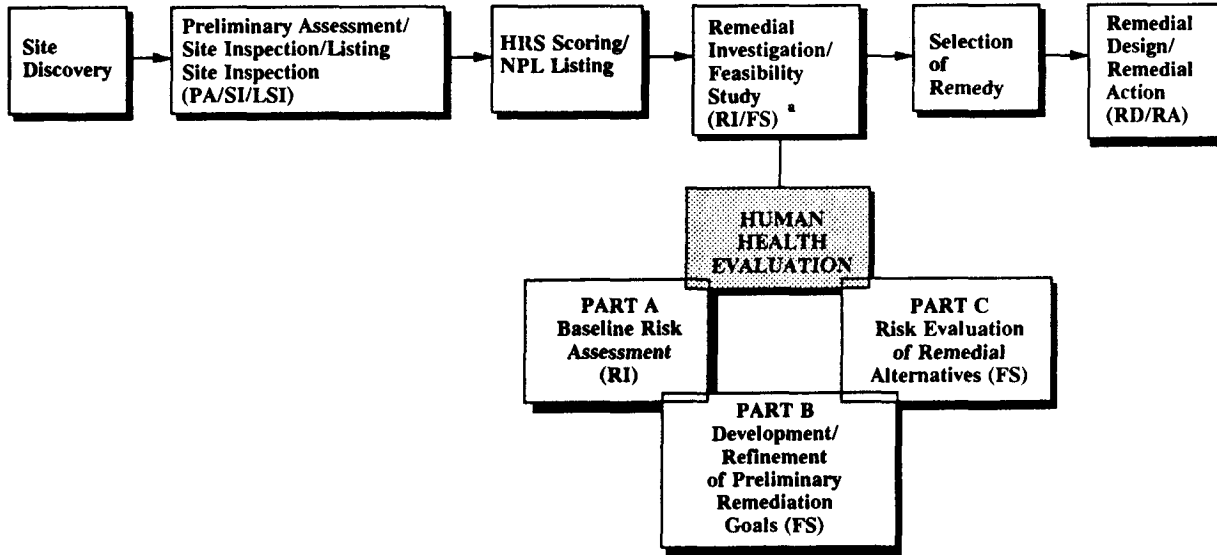 Site
Discovery
Preliminary Assessment/
Site Inspection/Listing
Site Inspection
(PA/SI/LSI)
HRS Scoring/
NPL Listing
Remedial
Investigation/
Feasibility
Study
(RI/FS) a
Selection
of
Remedy
Remedial
Design/
Remedial
Action
(RD/RA)
HUMAN
HEALTH
EVALUATION
PART A
Baseline Risk
Assessment
(RI)
PART B
Development/
Refinement
of Preliminary
Remediation
Goals (FS)
PART C
Risk Evaluation
of Remedial
Alternatives (FS)